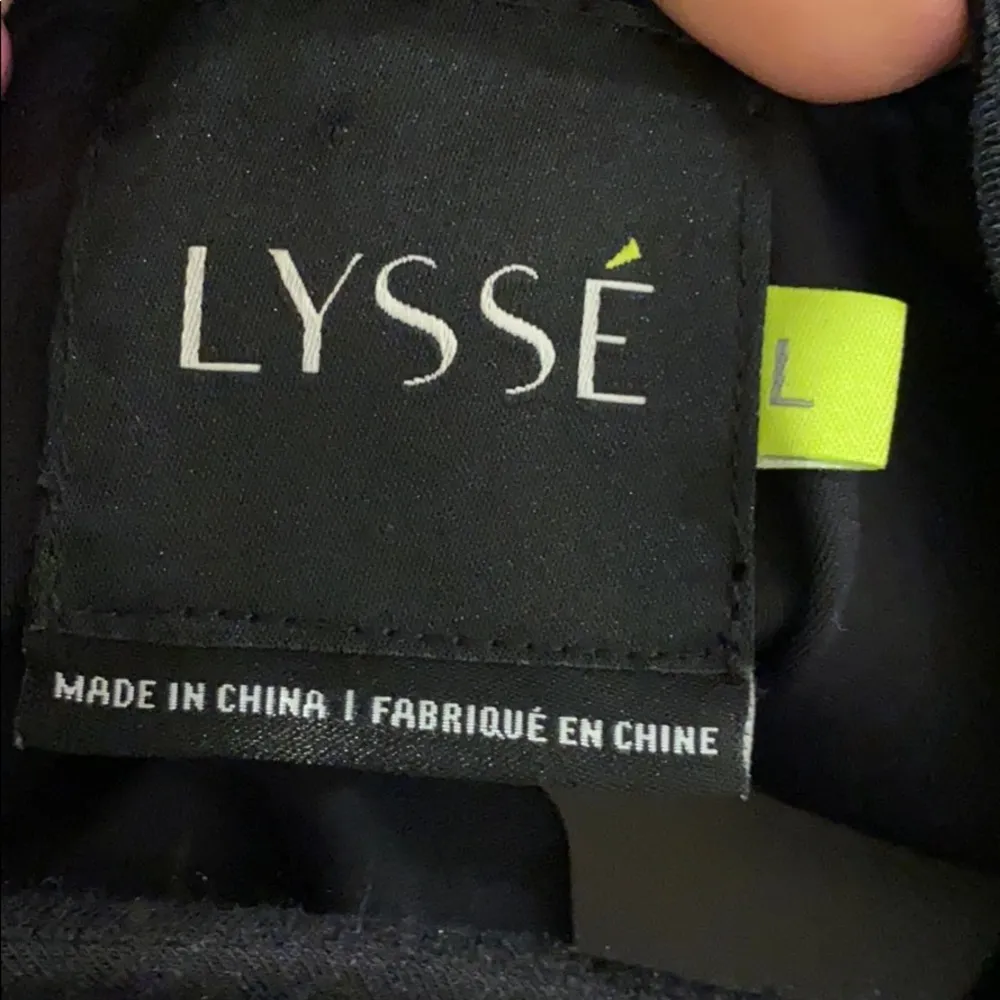 LYSSÉ
L
MADE IN CHINA | FABRIQUÉ EN CHINE